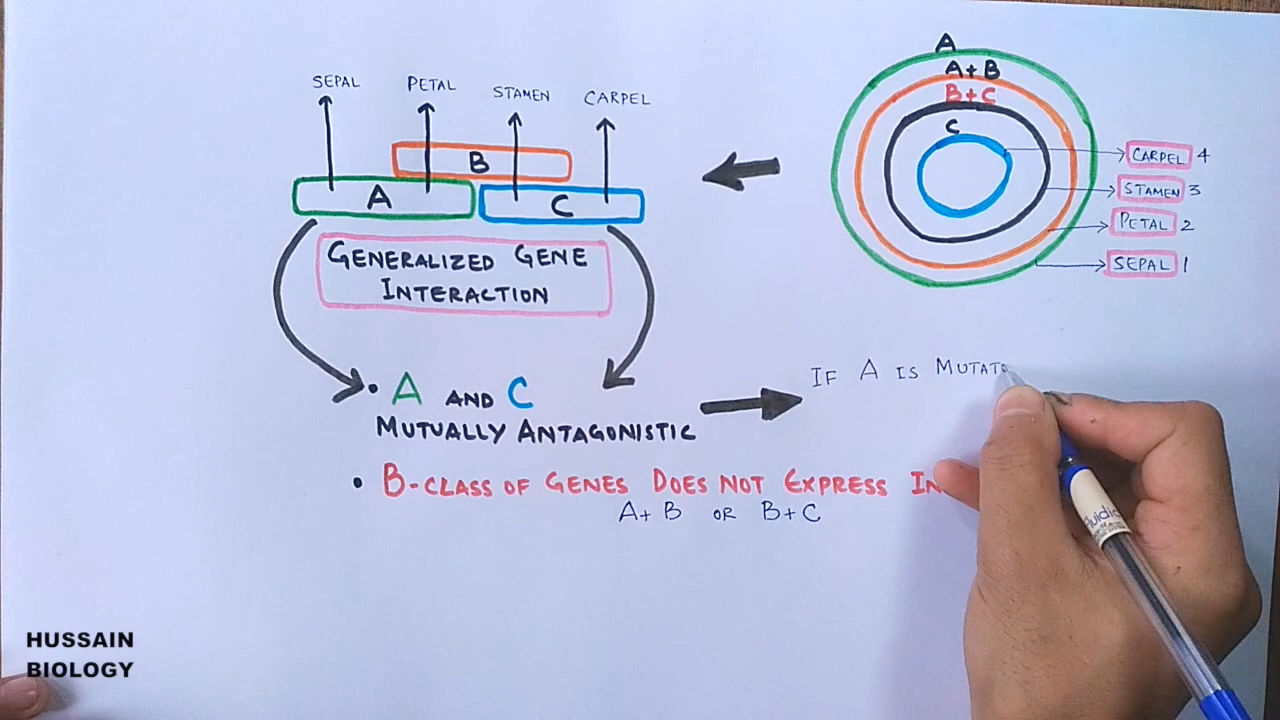 SEPAL PETAL STAMEN CARPEL
B
A C
GENERALIZED GENE
INTERACTION
• A AND C
MUTUALLY ANTAGONISTIC
• B-CLASS OF GENES DOES NOT EXPRESS IN
A+ B OR B+ C
A
A+ B
B+C
C
CARPEL 4
STAMEN 3
PETAL 2
SEPAL 1
IF A IS MUTAT
HUSSAIN
BIOLOGY